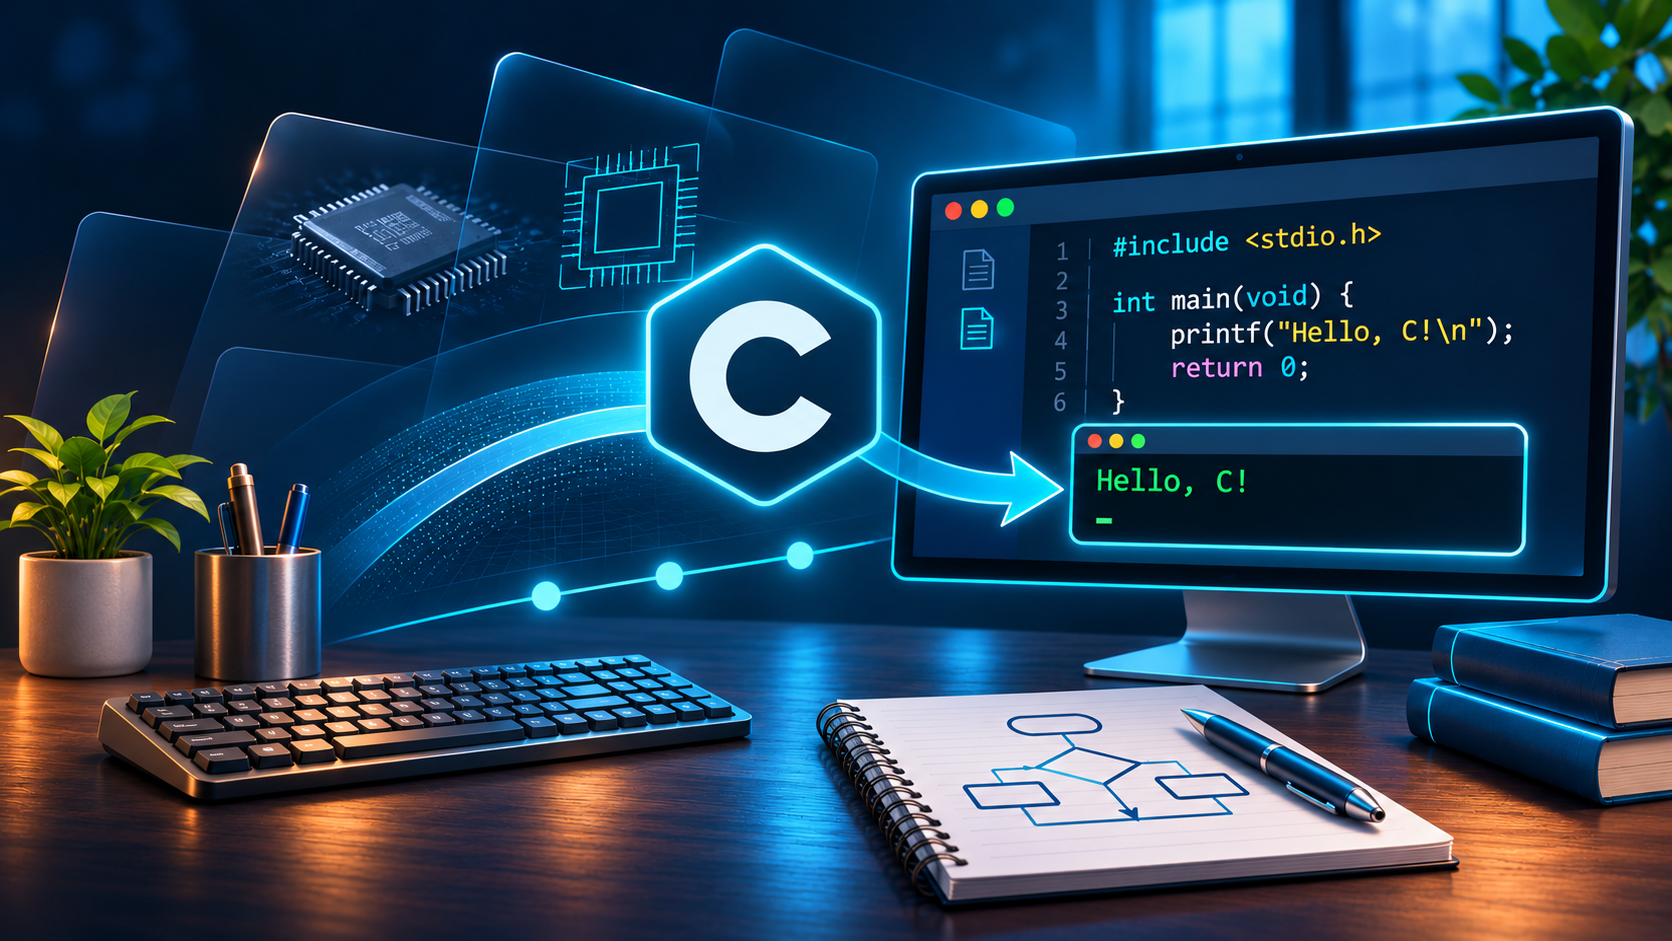 C
1 #include <stdio.h>
2
3 int main(void) {
4 printf("Hello, C!\n");
5 return 0;
6 }
Hello, C!